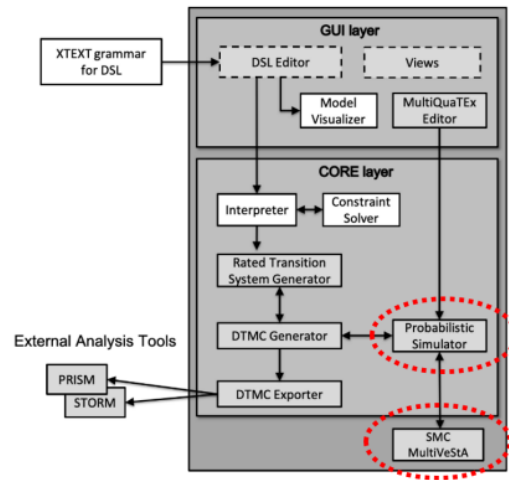 GUI layer
XTEXT grammar
for DSL
DSL Editor
Views
Model
Visualizer
MultiQuaTEx
Editor
CORE layer
Interpreter
Constraint
Solver
Rated Transition
System Generator
External Analysis Tools
DTMC Generator
Probabilistic
Simulator
PRISM
STORM
DTMC Exporter
SMC
MultiVeStA